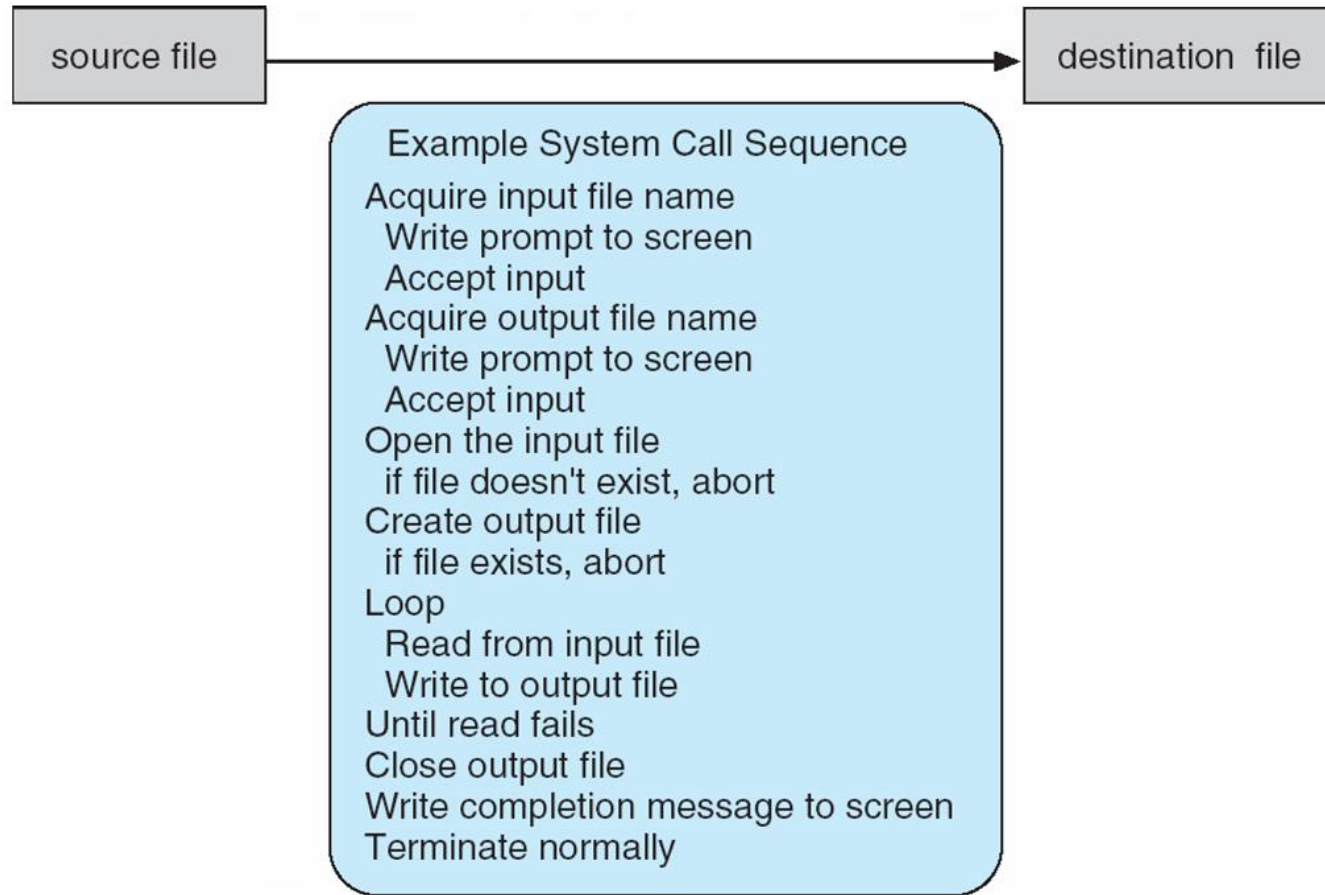 source file
destination file
Example System Call Sequence
Acquire input file name
Write prompt to screen
Accept input
Acquire output file name
Write prompt to screen
Accept input
Open the input file
if file doesn't exist, abort
Create output file
if file exists, abort
Loop
Read from input file
Write to output file
Until read fails
Close output file
Write completion message to screen
Terminate normally